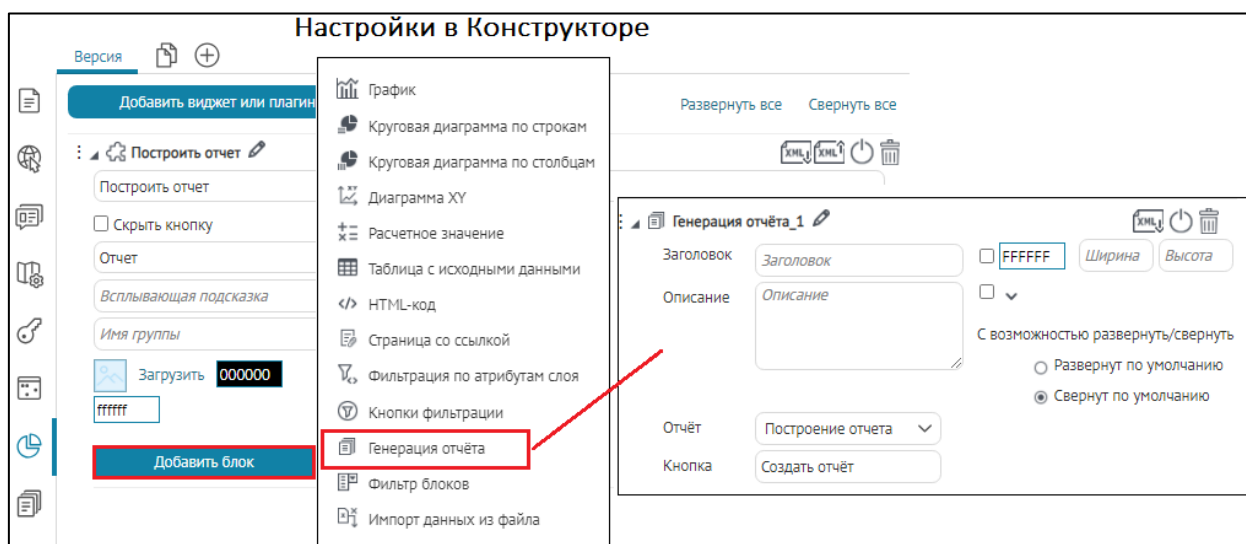 Настройки в Конструкторе
Версия
Добавить виджет или плагин
Развернуть все Свернуть все
Построить отчет
XML XML
Построить отчет
Скрыть кнопку
Отчет
Всплывающая подсказка
Имя группы
Загрузить 000000
ffffff
Добавить блок
График
Круговая диаграмма по строкам
Круговая диаграмма по столбцам
Диаграмма XY
Расчетное значение
Таблица с исходными данными
HTML-код
Страница со ссылкой
Фильтрация по атрибутам слоя
Кнопки фильтрации
Генерация отчёта
Фильтр блоков
Импорт данных из файла
Генерация отчёта_1
XML
Заголовок Заголовок FFFFFF Ширина Высота
Описание Описание
С возможностью развернуть/свернуть
Развернут по умолчанию
Свернут по умолчанию
Отчёт Построение отчета
Кнопка Создать отчёт